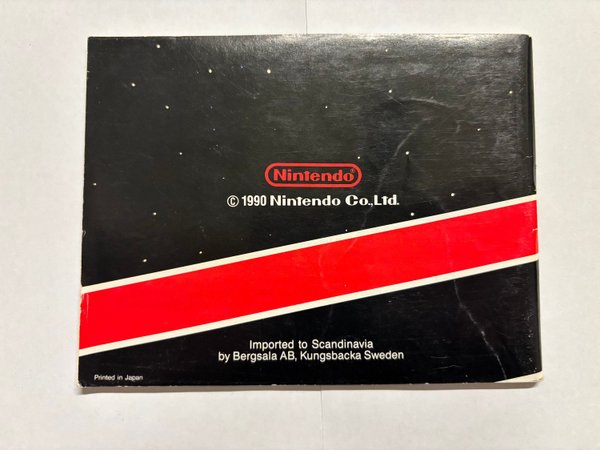 Nintendo®
© 1990 Nintendo Co.,Ltd.
Imported to Scandinavia
by Bergsala AB, Kungsbacka Sweden
Printed in Japan